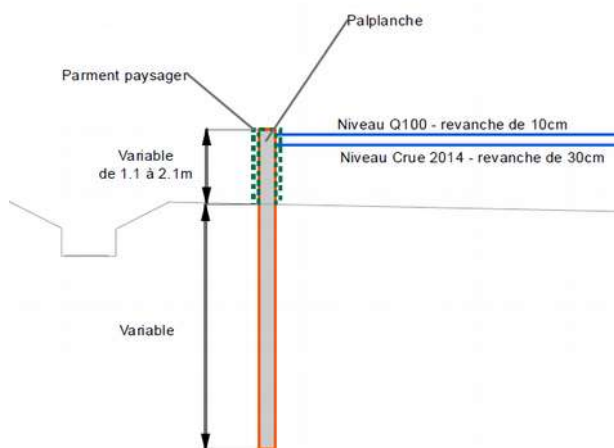 Palplanche
Parment paysager
Niveau Q100 - revanche de 10cm
Variable
de 1.1 à 2.1m
Niveau Crue 2014 - revanche de 30cm
Variable